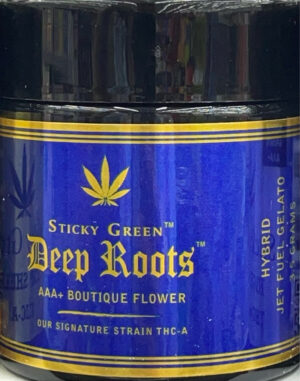 STICKY GREEN™
Deep Roots™
AAA+ BOUTIQUE FLOWER
OUR SIGNATURE STRAIN THC-A
HYBRID
JET FUEL GELATO
3.5 GRAMS